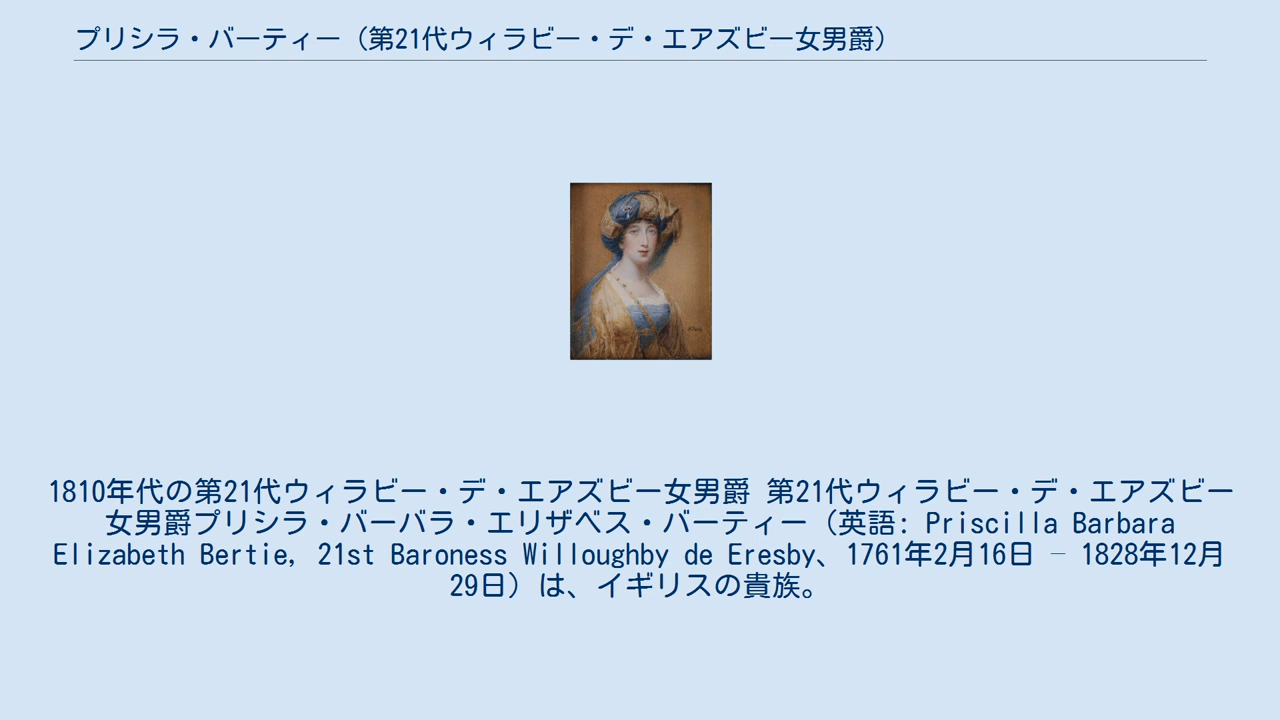 プリシラ・バーティー（第21代ウィラビー・デ・エアズビー女男爵）
1810年代の第21代ウィラビー・デ・エアズビー女男爵 第21代ウィラビー・デ・エアズビー
女男爵プリシラ・バーバラ・エリザベス・バーティー（英語: Priscilla Barbara
Elizabeth Bertie, 21st Baroness Willoughby de Eresby、1761年2月16日 – 1828年12月
29日）は、イギリスの貴族。